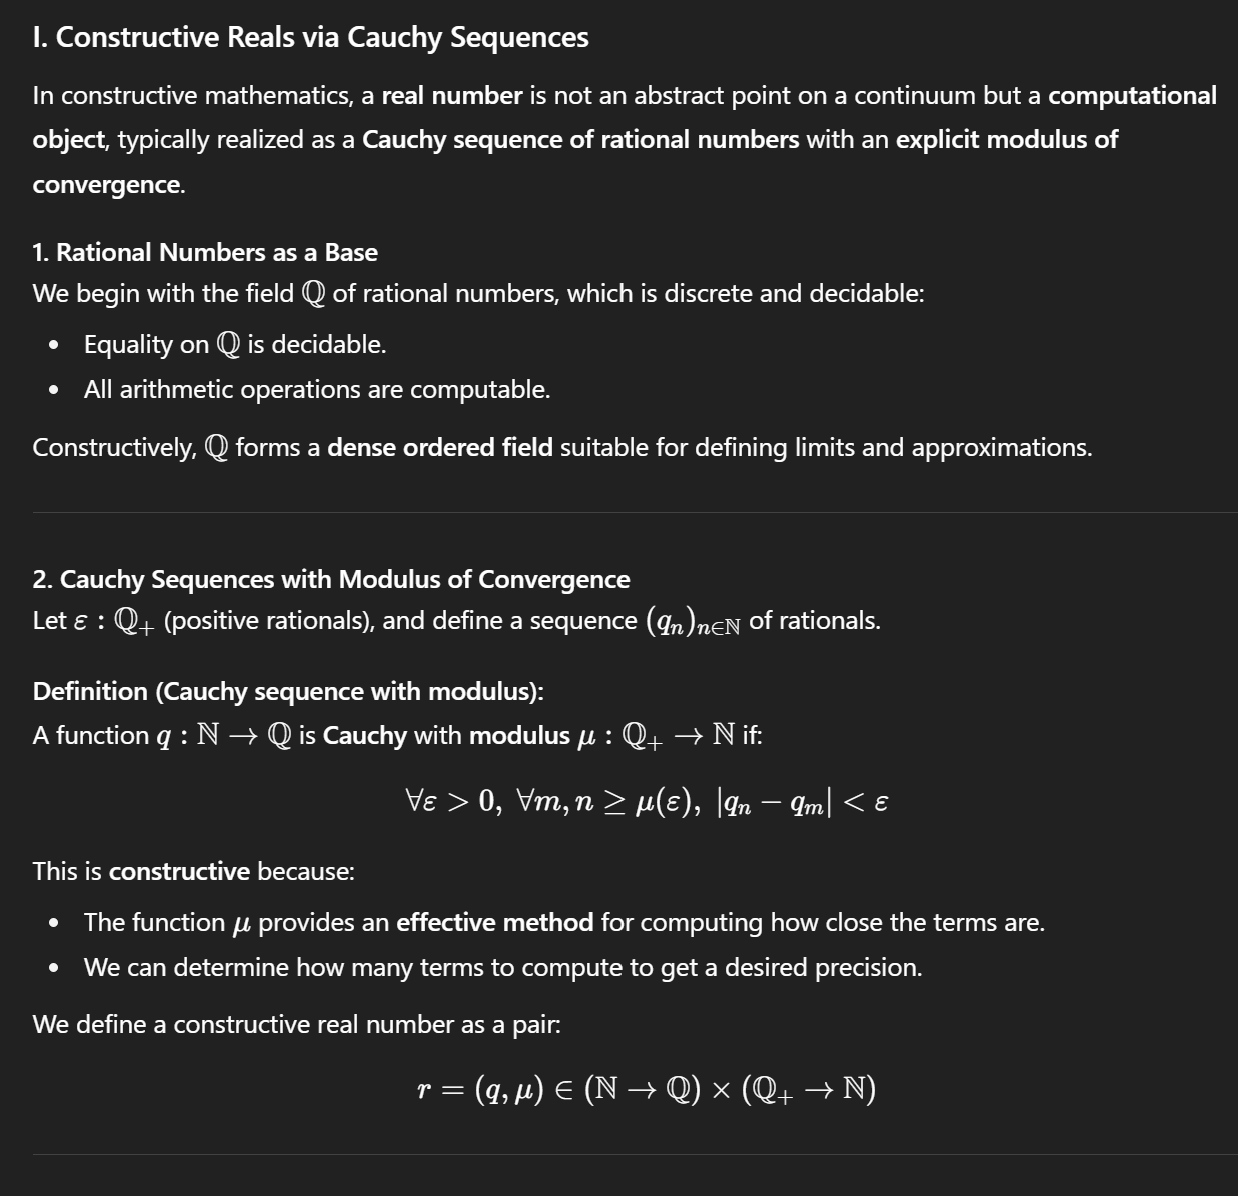 I. Constructive Reals via Cauchy Sequences
In constructive mathematics, a real number is not an abstract point on a continuum but a computational
object, typically realized as a Cauchy sequence of rational numbers with an explicit modulus of
convergence.
1. Rational Numbers as a Base
We begin with the field ℚ of rational numbers, which is discrete and decidable:
• Equality on ℚ is decidable.
• All arithmetic operations are computable.
Constructively, ℚ forms a dense ordered field suitable for defining limits and approximations.
2. Cauchy Sequences with Modulus of Convergence
Let ε : ℚ₊ (positive rationals), and define a sequence (qₙ)ₙ∈ℕ of rationals.
Definition (Cauchy sequence with modulus):
A function q : ℕ → ℚ is Cauchy with modulus μ : ℚ₊ → ℕ if:
∀ε > 0, ∀m, n ≥ μ(ε), |qₙ − qₘ| < ε
This is constructive because:
• The function μ provides an effective method for computing how close the terms are.
• We can determine how many terms to compute to get a desired precision.
We define a constructive real number as a pair:
r = (q, μ) ∈ (ℕ → ℚ) × (ℚ₊ → ℕ)